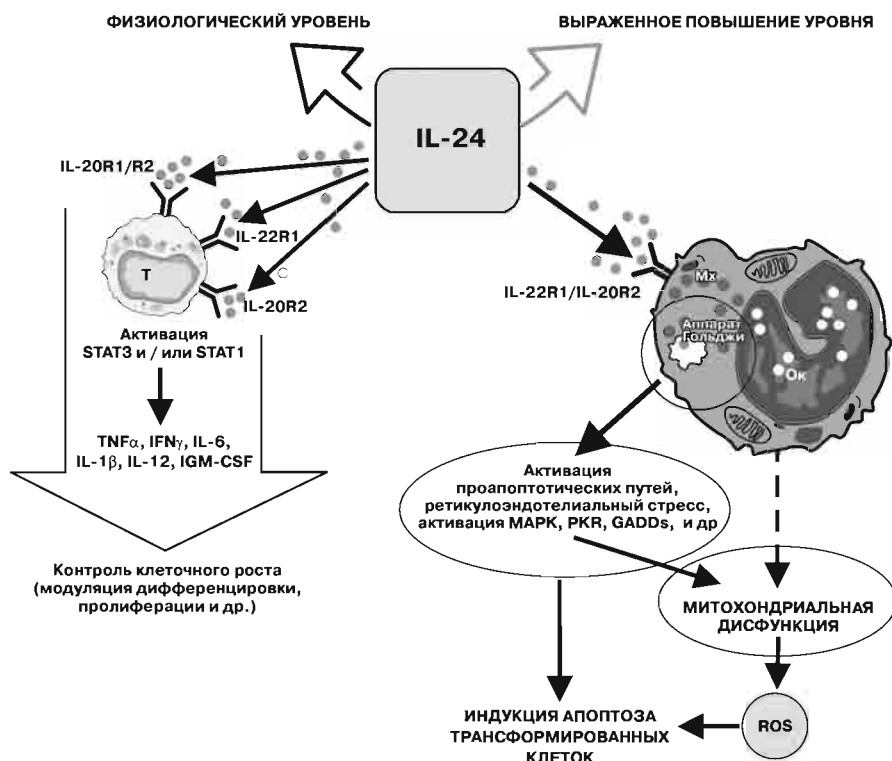 ФИЗИОЛОГИЧЕСКИЙ УРОВЕНЬ
ВЫРАЖЕННОЕ ПОВЫШЕНИЕ УРОВНЯ
IL-24
IL-20R1/R2
IL-22R1
T
IL-20R2
Активация
STAT3 и / или STAT1
TNFα, IFNγ, IL-6,
IL-1β, IL-12, IGM-CSF
Контроль клеточного роста
(модуляция дифференцировки,
пролиферации и др.)
IL-22R1/IL-20R2
Мх
Аппарат
Гольджи
Ок
Активация
проапоптотических путей,
ретикулоэндотелиальный стресс,
активация MAPK, PKR, GADDs, и др
МИТОХОНДРИАЛЬНАЯ
ДИСФУНКЦИЯ
ROS
ИНДУКЦИЯ АПОПТОЗА
ТРАНСФОРМИРОВАННЫХ
КЛЕТОК